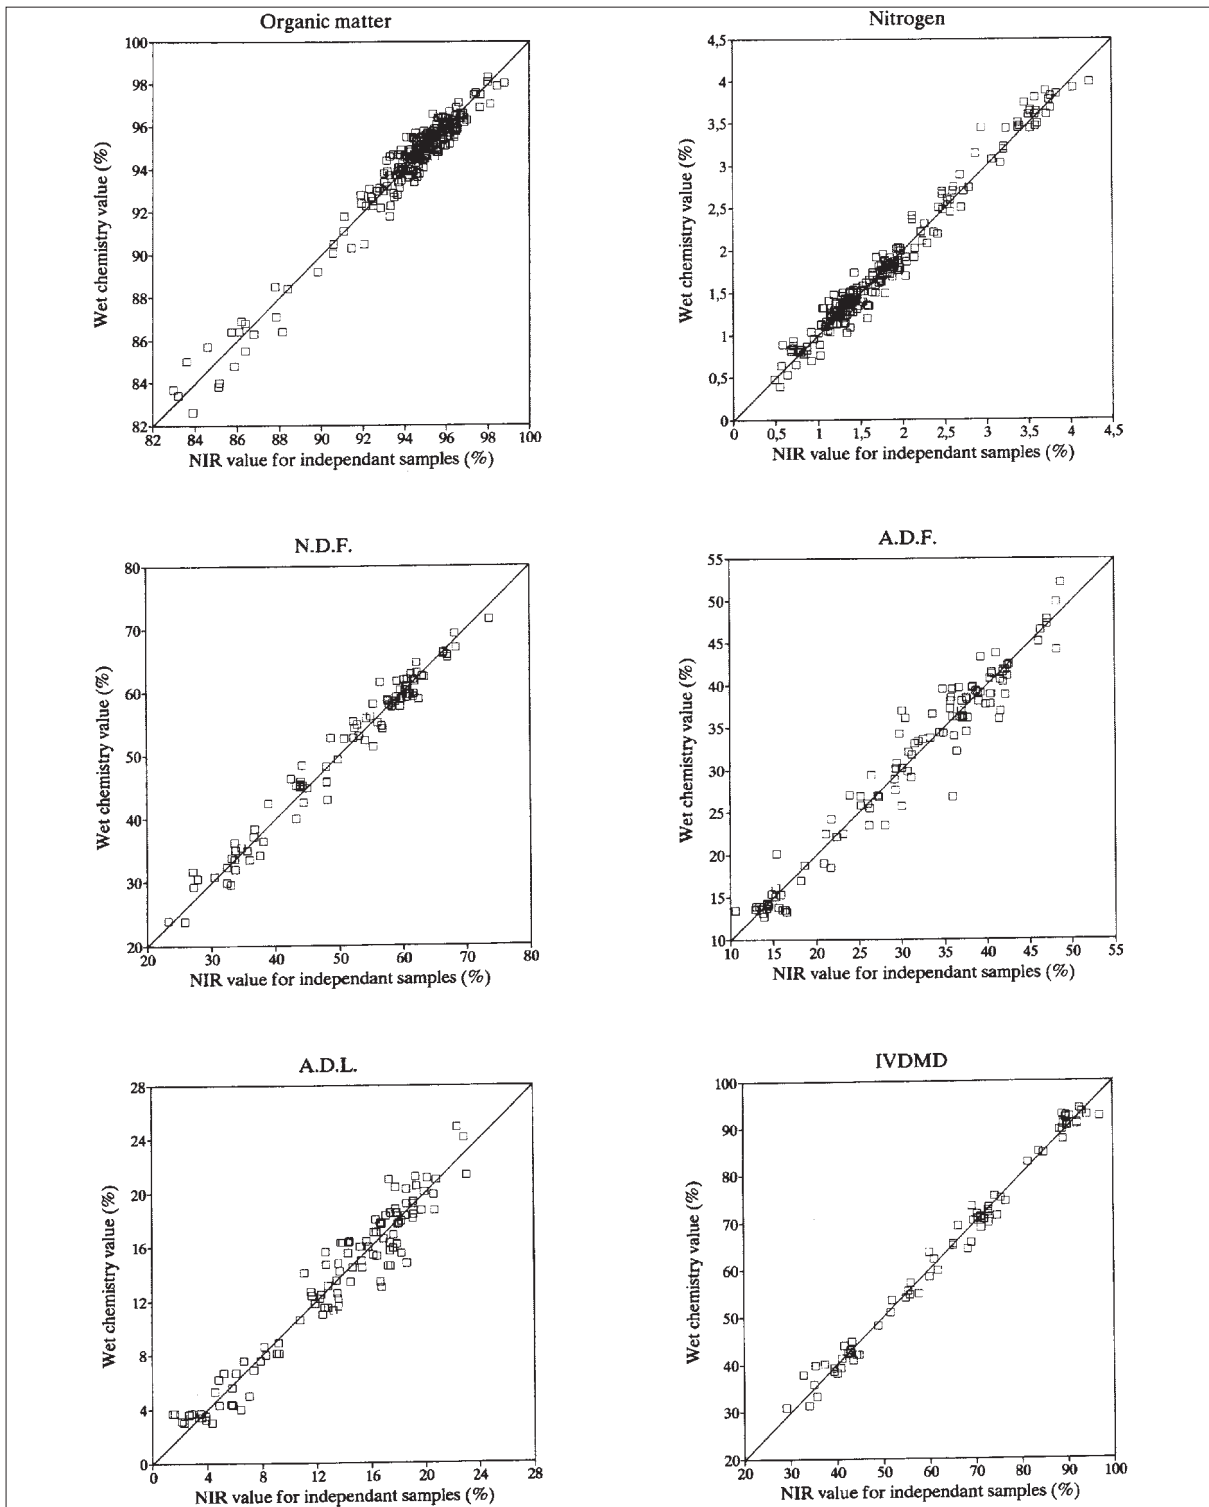 Organic matter
100
98
96
94
92
90
88
86
84
82
Wet chemistry value (%)
82 84 86 88 90 92 94 96 98 100
NIR value for independant samples (%)
Nitrogen
4,5
4
3,5
3
2,5
2
1,5
1
0,5
0
Wet chemistry value (%)
0 0,5 1 1,5 2 2,5 3 3,5 4 4,5
NIR value for independant samples (%)
N.D.F.
80
70
60
50
40
30
20
Wet chemistry value (%)
20 30 40 50 60 70 80
NIR value for independant samples (%)
A.D.F.
55
50
45
40
35
30
25
20
15
10
Wet chemistry value (%)
10 15 20 25 30 35 40 45 50 55
NIR value for independant samples (%)
A.D.L.
28
24
20
16
12
8
4
0
Wet chemistry value (%)
0 4 8 12 16 20 24 28
NIR value for independant samples (%)
IVDMD
100
90
80
70
60
50
40
30
20
Wet chemistry value (%)
20 30 40 50 60 70 80 90 100
NIR value for independant samples (%)